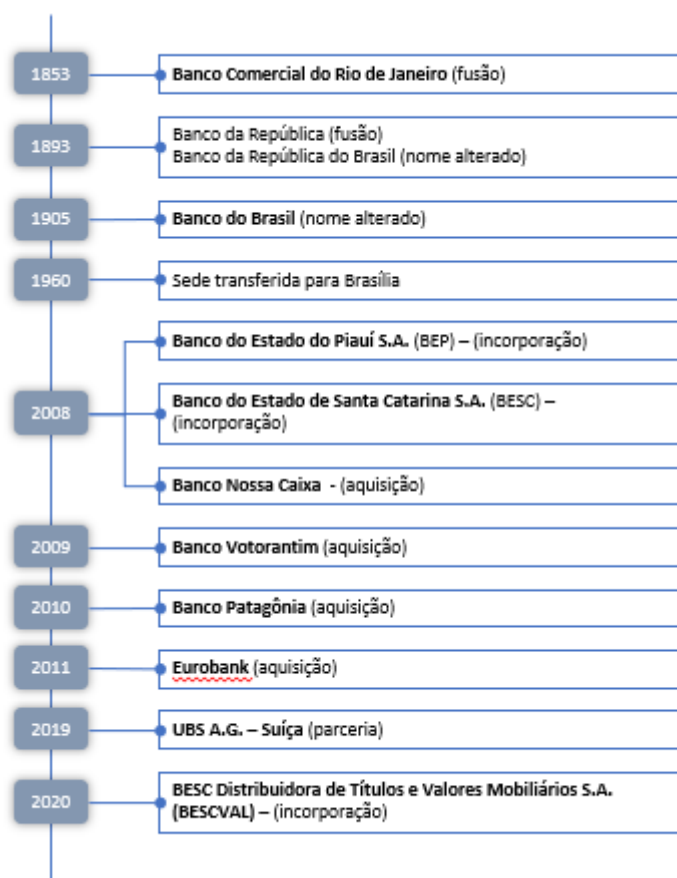 1853
Banco Comercial do Rio de Janeiro (fusão)
1893
Banco da República (fusão)
Banco da República do Brasil (nome alterado)
1905
Banco do Brasil (nome alterado)
1960
Sede transferida para Brasília
2008
Banco do Estado do Piauí S.A. (BEP) – (incorporação)
Banco do Estado de Santa Catarina S.A. (BESC) –
(incorporação)
Banco Nossa Caixa - (aquisição)
2009
Banco Votorantim (aquisição)
2010
Banco Patagônia (aquisição)
2011
Eurobank (aquisição)
2019
UBS A.G. – Suíça (parceria)
2020
BESC Distribuidora de Títulos e Valores Mobiliários S.A.
(BESCVAL) – (incorporação)